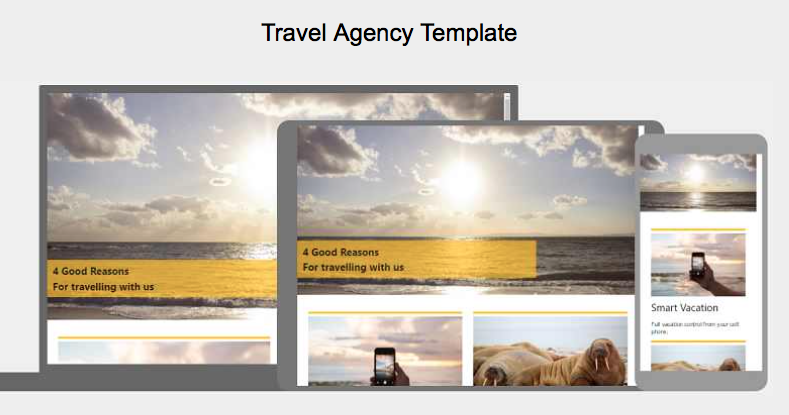 Travel Agency Template
4 Good Reasons
For travelling with us
4 Good Reasons
For travelling with us
Smart Vacation
Full vacation control from your cell
phone.